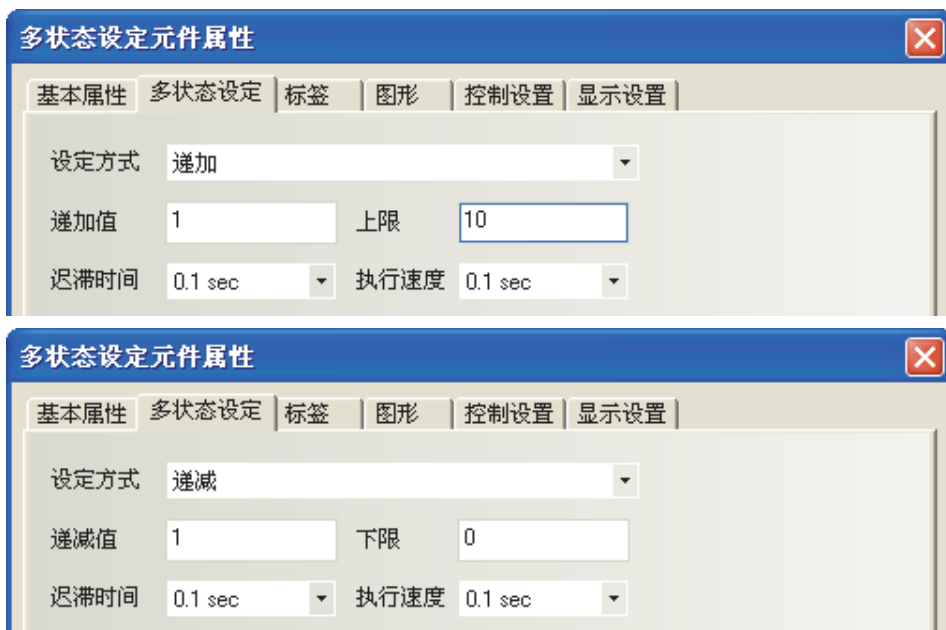 多状态设定元件属性
基本属性 多状态设定 标签 图形 控制设置 显示设置
设定方式 递加
递加值 1 上限 10
迟滞时间 0.1 sec 执行速度 0.1 sec
多状态设定元件属性
基本属性 多状态设定 标签 图形 控制设置 显示设置
设定方式 递减
递减值 1 下限 0
迟滞时间 0.1 sec 执行速度 0.1 sec